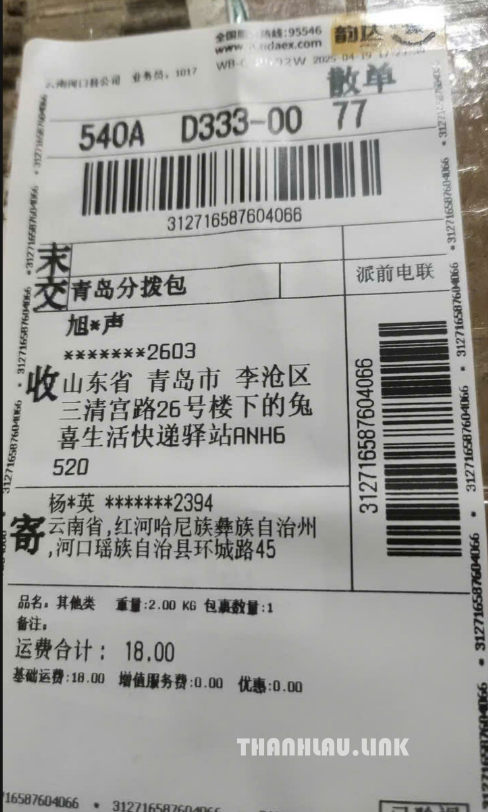 全国服务热线:95546
韵达
云南河口县公司 业务员: 1017
2025-04-19
散单
540A D333-00 77
312716587604066
末交
青岛分拨包
派前电联
旭*声
*******2603
收
山东省 青岛市 李沧区
三清宫路26号楼下的兔
喜生活快递驿站ANH6
520
312716587604066
寄
杨*英 *******2394
云南省,红河哈尼族彝族自治州
,河口瑶族自治县环城路45
品名: 其他类 重量:2.00 KG 包裹数量:1
备注:
运费合计: 18.00
基础运费:18.00 增值服务费:0.00 优惠:0.00
THANHLAU.LINK
已验视
*312716587604066